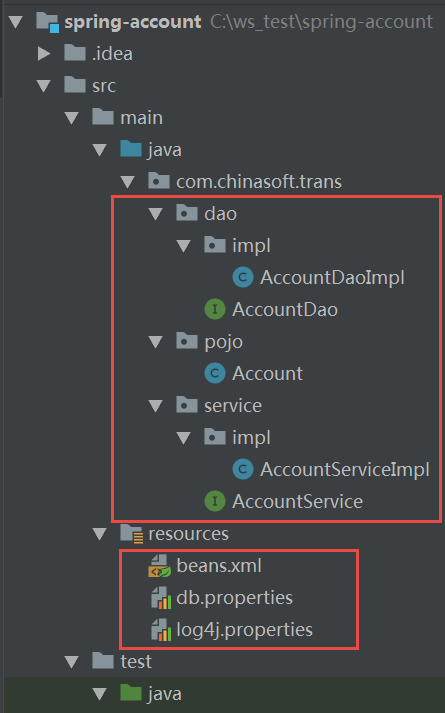 spring-account C:\ws_test\spring-account
.idea
src
main
java
com.chinasoft.trans
dao
impl
C AccountDaoImpl
I AccountDao
pojo
C Account
service
impl
C AccountServiceImpl
I AccountService
resources
beans.xml
db.properties
log4j.properties
test
java